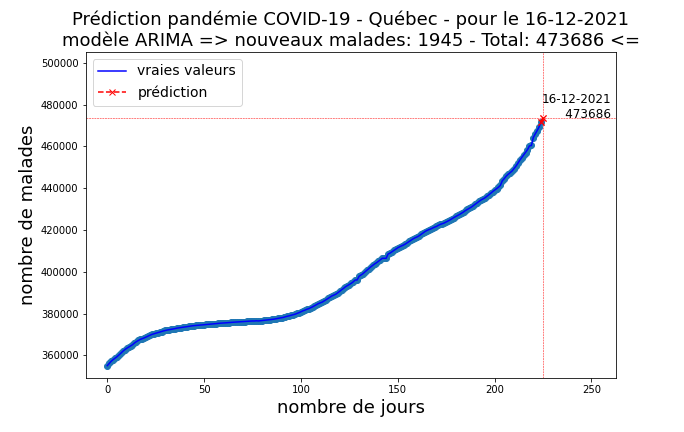 Prédiction pandémie COVID-19 - Québec - pour le 16-12-2021
modèle ARIMA => nouveaux malades: 1945 - Total: 473686 <=
500000
480000
460000
440000
420000
400000
380000
360000
nombre de malades
vraies valeurs
prédiction
16-12-2021
473686
0
50
100
150
200
250
nombre de jours